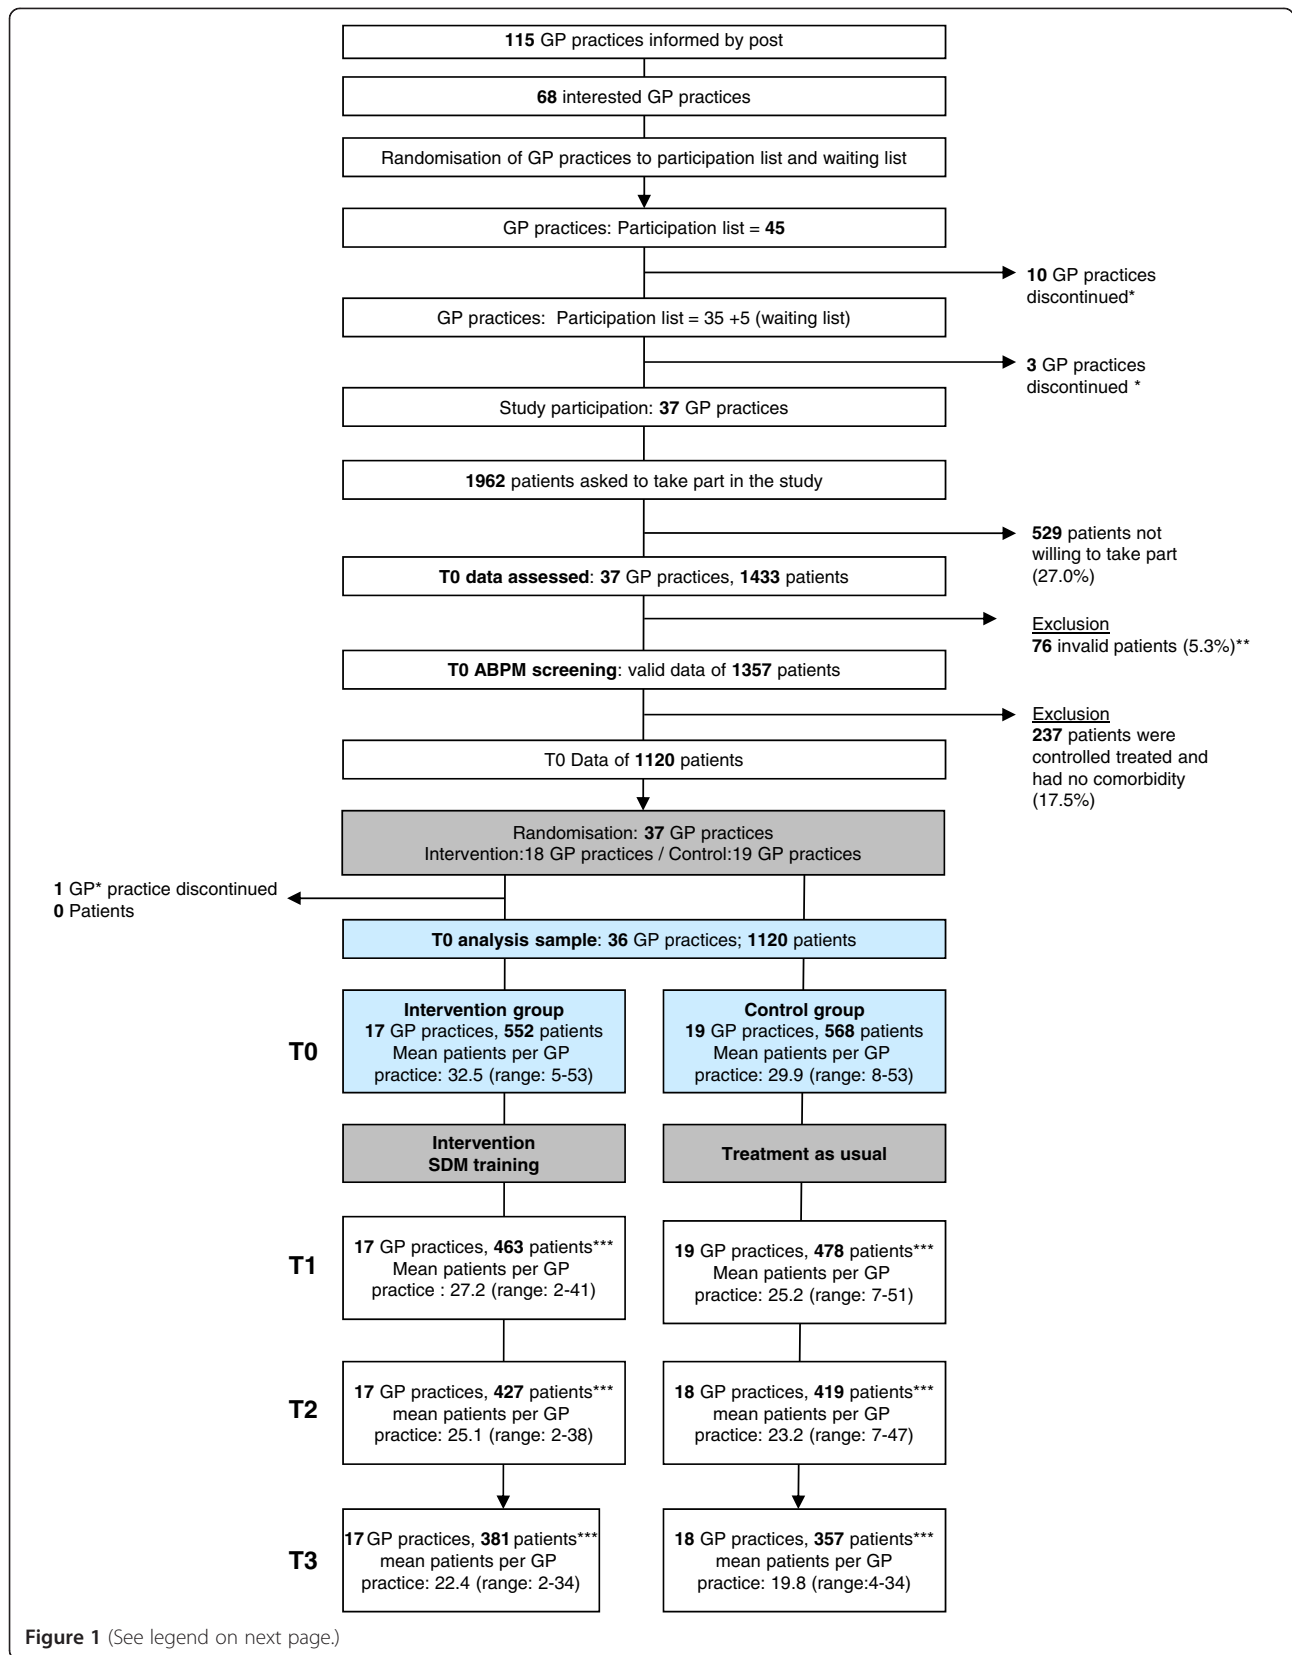 115 GP practices informed by post
68 interested GP practices
Randomisation of GP practices to participation list and waiting list
GP practices: Participation list = 45
10 GP practices
discontinued*
GP practices: Participation list = 35 +5 (waiting list)
3 GP practices
discontinued *
Study participation: 37 GP practices
1962 patients asked to take part in the study
529 patients not
willing to take part
(27.0%)
T0 data assessed: 37 GP practices, 1433 patients
Exclusion
76 invalid patients (5.3%)**
T0 ABPM screening: valid data of 1357 patients
Exclusion
237 patients were
controlled treated and
had no comorbidity
(17.5%)
T0 Data of 1120 patients
Randomisation: 37 GP practices
Intervention:18 GP practices / Control:19 GP practices
1 GP* practice discontinued
0 Patients
T0 analysis sample: 36 GP practices; 1120 patients
T0
Intervention group
17 GP practices, 552 patients
Mean patients per GP
practice: 32.5 (range: 5-53)
Control group
19 GP practices, 568 patients
Mean patients per GP
practice: 29.9 (range: 8-53)
Intervention
SDM training
Treatment as usual
T1
17 GP practices, 463 patients***
Mean patients per GP
practice : 27.2 (range: 2-41)
19 GP practices, 478 patients***
Mean patients per GP
practice: 25.2 (range: 7-51)
T2
17 GP practices, 427 patients***
mean patients per GP
practice: 25.1 (range: 2-38)
18 GP practices, 419 patients***
mean patients per GP
practice: 23.2 (range: 7-47)
T3
17 GP practices, 381 patients***
mean patients per GP
practice: 22.4 (range: 2-34)
18 GP practices, 357 patients***
mean patients per GP
practice: 19.8 (range:4-34)
Figure 1 (See legend on next page.)